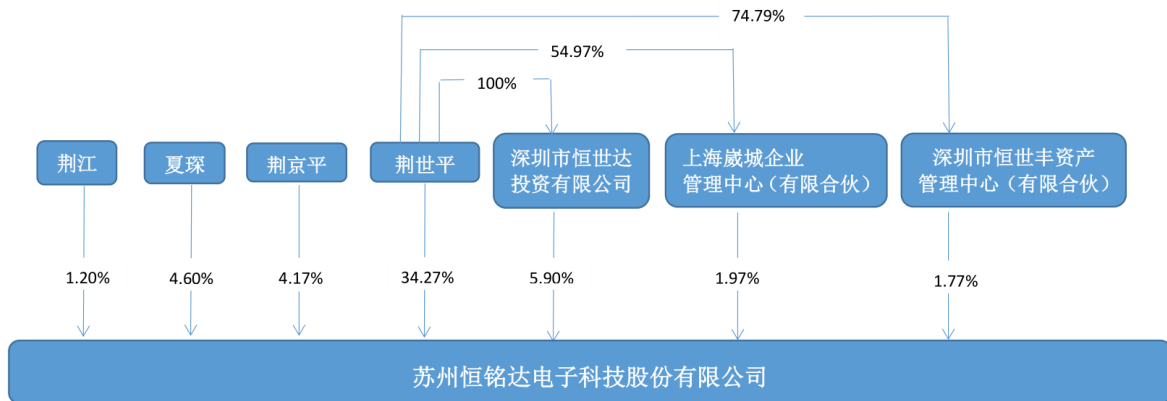 74.79%
54.97%
100%
荆江
夏琛
荆京平
荆世平
深圳市恒世达
投资有限公司
上海崴城企业
管理中心（有限合伙）
深圳市恒世丰资产
管理中心（有限合伙）
1.20%
4.60%
4.17%
34.27%
5.90%
1.97%
1.77%
苏州恒铭达电子科技股份有限公司